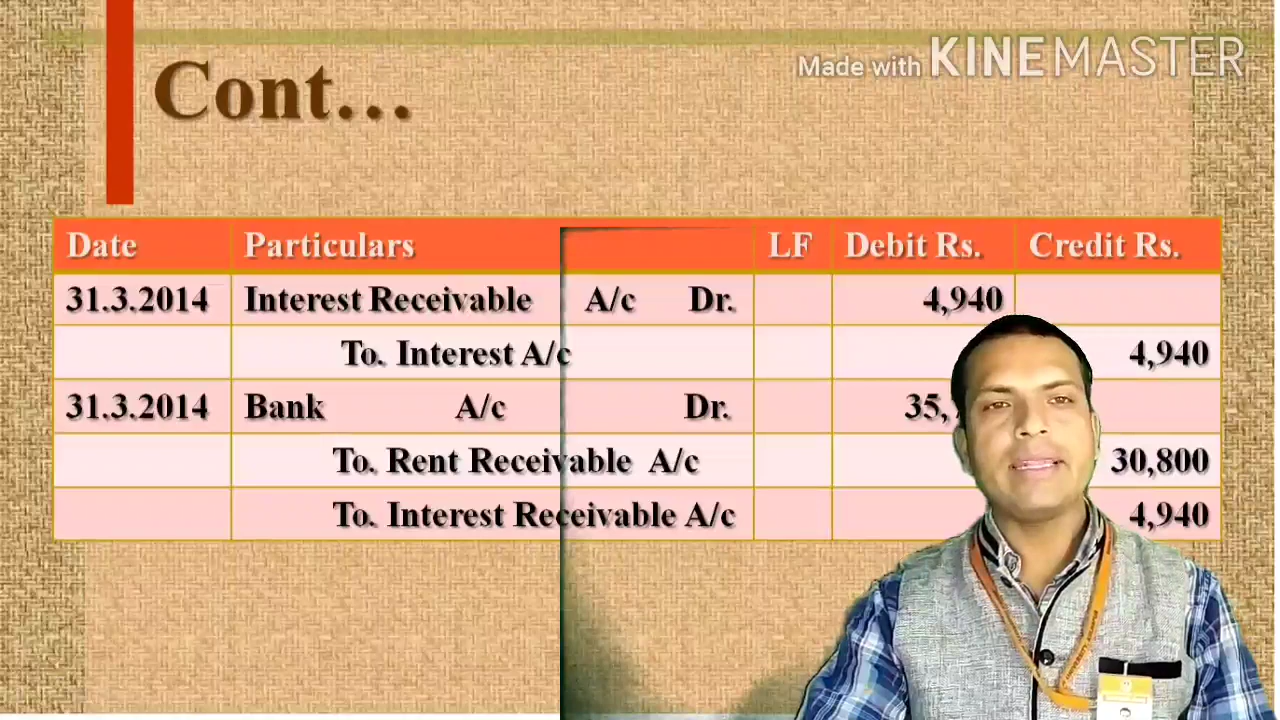 Made with KINEMASTER
Cont...
Date Particulars LF Debit Rs. Credit Rs.
31.3.2014 Interest Receivable A/c Dr. 4,940
To. Interest A/c 4,940
31.3.2014 Bank A/c Dr.
To. Rent Receivable A/c 30,800
To. Interest Receivable A/c 4,940